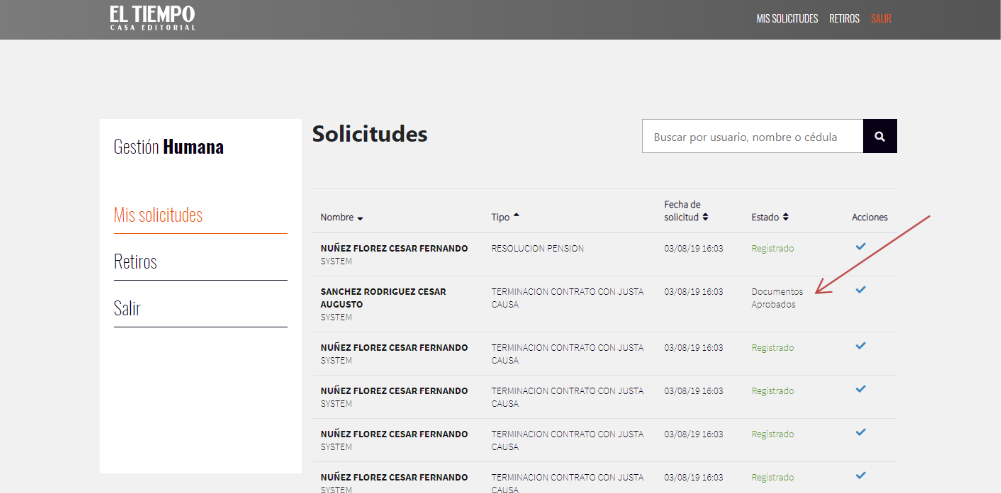 EL TIEMPO
CASA EDITORIAL
MIS SOLICITUDES RETIROS SALIR
Gestión Humana
Mis solicitudes
Retiros
Salir
Solicitudes
Buscar por usuario, nombre o cédula
Nombre Tipo Fecha de solicitud Estado Acciones
NUÑEZ FLOREZ CESAR FERNANDO RESOLUCION PENSION 03/08/19 16:03 Registrado
SYSTEM
SANCHEZ RODRIGUEZ CESAR TERMINACION CONTRATO CON JUSTA 03/08/19 16:03 Documentos
AUGUSTO CAUSA Aprobados
SYSTEM
NUÑEZ FLOREZ CESAR FERNANDO TERMINACION CONTRATO CON JUSTA 03/08/19 16:03 Registrado
SYSTEM CAUSA
NUÑEZ FLOREZ CESAR FERNANDO TERMINACION CONTRATO CON JUSTA 03/08/19 16:03 Registrado
SYSTEM CAUSA
NUÑEZ FLOREZ CESAR FERNANDO TERMINACION CONTRATO CON JUSTA 03/08/19 16:03 Registrado
SYSTEM CAUSA
NUÑEZ FLOREZ CESAR FERNANDO TERMINACION CONTRATO CON JUSTA 03/08/19 16:03 Registrado
SYSTEM CAUSA